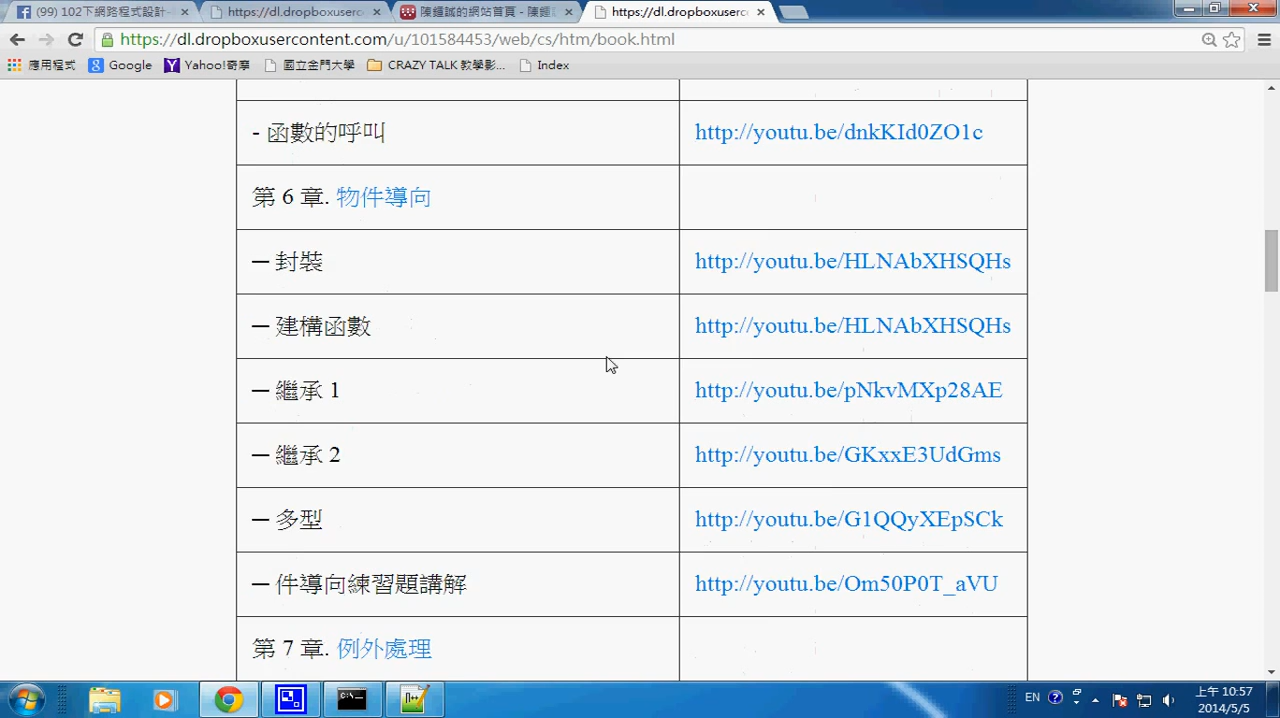 (99) 102下網路程式設計-
https://dl.dropboxuserc
陳鍾誠的網站首頁 - 陳鍾
https://dl.dropboxuserc
https://dl.dropboxusercontent.com/u/101584453/web/cs/htm/book.html
應用程式 Google Yahoo!奇摩 國立金門大學 CRAZY TALK 教學影... Index
- 函數的呼叫 http://youtu.be/dnkKId0ZO1c
第 6 章. 物件導向
─ 封裝 http://youtu.be/HLNAbXHSQHs
─ 建構函數 http://youtu.be/HLNAbXHSQHs
─ 繼承 1 http://youtu.be/pNkvMXp28AE
─ 繼承 2 http://youtu.be/GKxxE3UdGms
─ 多型 http://youtu.be/G1QQyXEpSCk
─ 件導向練習題講解 http://youtu.be/Om50P0T_aVU
第 7 章. 例外處理
EN
上午 10:57
2014/5/5